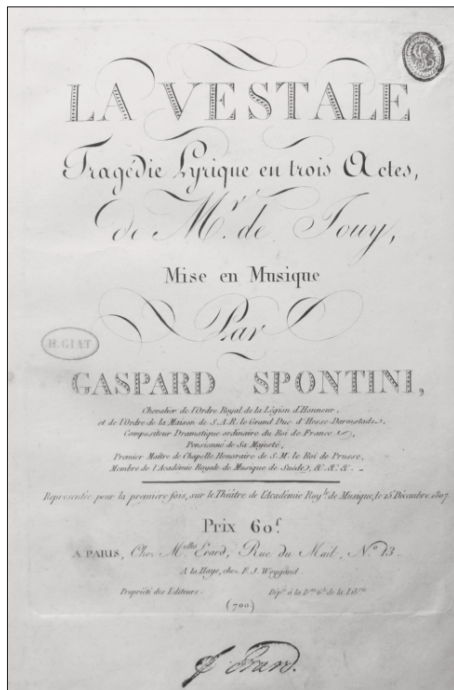 LA VESTALE
Tragédie Lyrique en trois Actes,
de Mr. de Jouy,
Mise en Musique
Par
GASPARD SPONTINI,
Chevalier de l'Ordre Royal de la Légion d'Honneur,
et de l'Ordre de la Maison de S.A.R. le Grand Duc d'Hesse-Darmstadt,
Compositeur Dramatique ordinaire du Roi de France &,
Pensionné de Sa Majesté,
Premier Maître de Chapelle Honoraire de S.M. le Roi de Prusse,
Membre de l'Académie Royale de Musique de Suède, &. &. &.
Représentée pour la première fois, sur le Théâtre de l'Académie Royle. de Musique, le 15 Décembre 1807
Prix 60f.
A PARIS, Chez Melles Erard, Rue du Mail, No. 13.
A la Haye, chez F. J. Weygand
Propriété des Editeurs. Dépé. à la Don. Gle. de la Libie.
(700)
Erard.